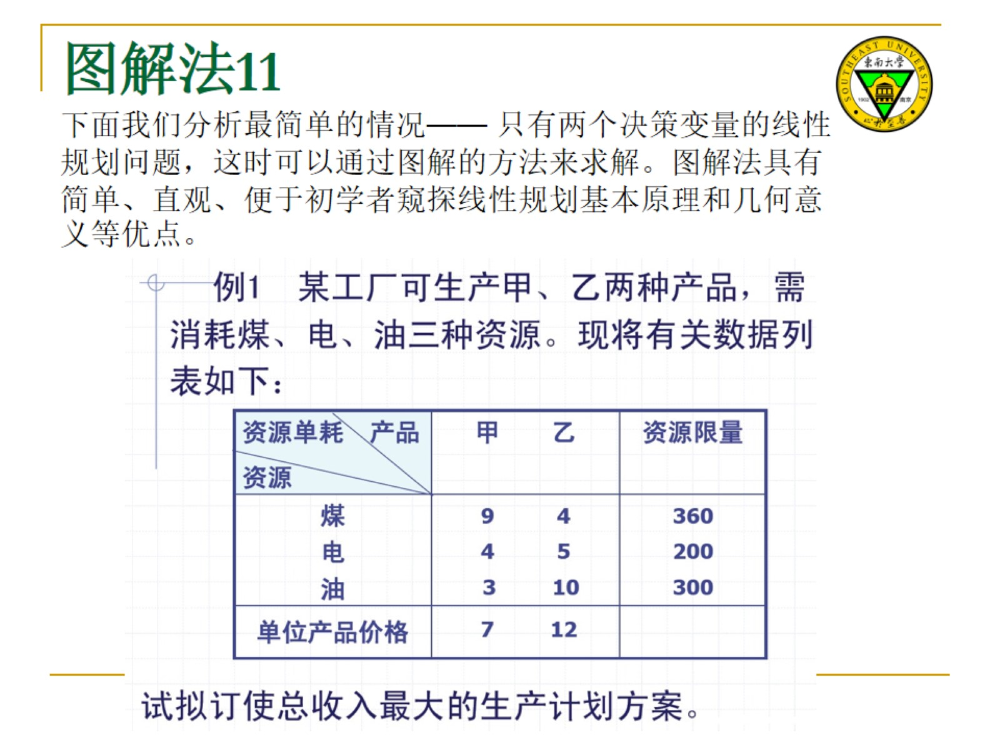 图解法11
SOUTHEAST UNIVERSITY
東南大學
1902 南京
下面我们分析最简单的情况—— 只有两个决策变量的线性
规划问题，这时可以通过图解的方法来求解。图解法具有
简单、直观、便于初学者窥探线性规划基本原理和几何意
义等优点。
例1 某工厂可生产甲、乙两种产品，需
消耗煤、电、油三种资源。现将有关数据列
表如下：
资源单耗 产品 甲 乙 资源限量
资源
煤 9 4 360
电 4 5 200
油 3 10 300
单位产品价格 7 12
试拟订使总收入最大的生产计划方案。